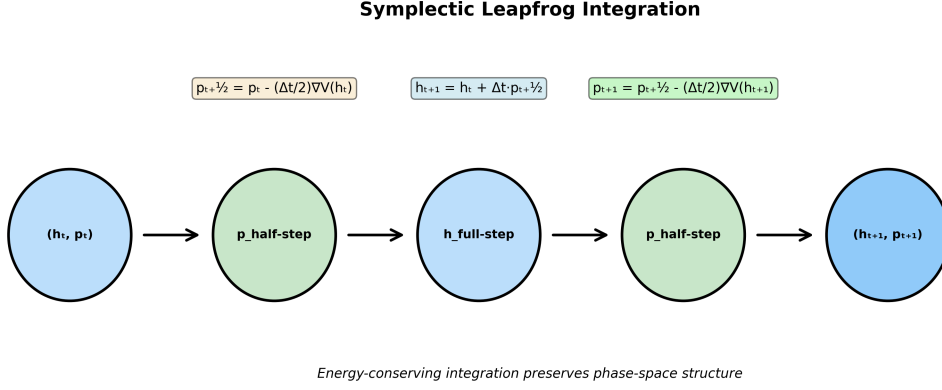 Symplectic Leapfrog Integration
pₜ₊½ = pₜ - (Δt/2)∇V(hₜ)
hₜ₊₁ = hₜ + Δt·pₜ₊½
pₜ₊₁ = pₜ₊½ - (Δt/2)∇V(hₜ₊₁)
(hₜ, pₜ)
p_half-step
h_full-step
p_half-step
(hₜ₊₁, pₜ₊₁)
Energy-conserving integration preserves phase-space structure